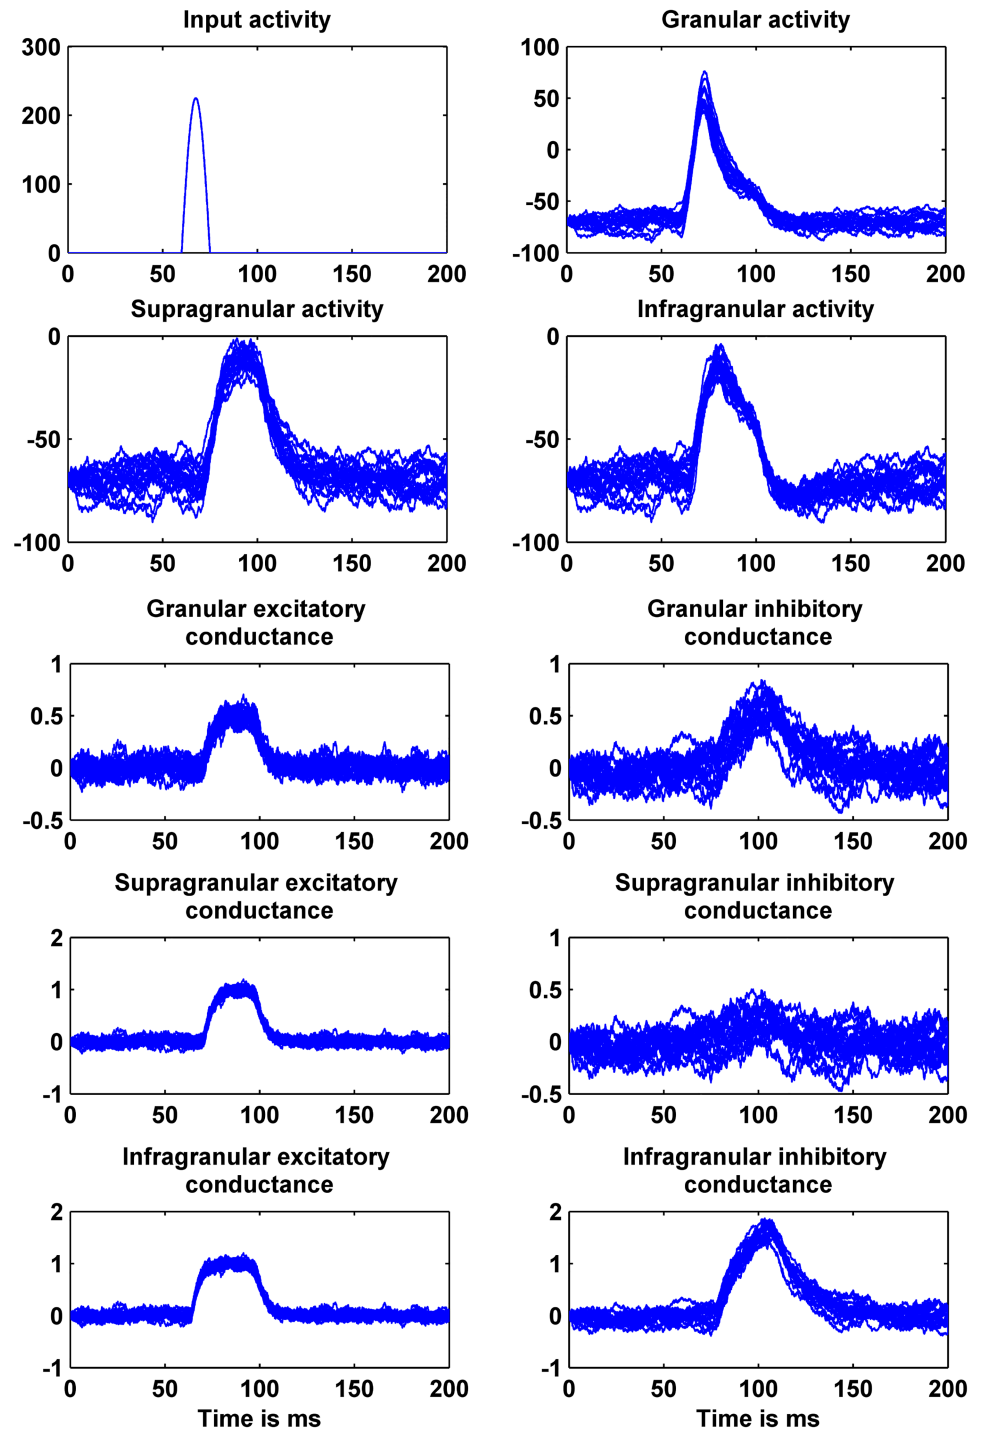 Input activity
Granular activity
300
200
100
0
0 50 100 150 200
100
50
0
-50
-100
0 50 100 150 200
Supragranular activity
Infragranular activity
0
-50
-100
0 50 100 150 200
0
-50
-100
0 50 100 150 200
Granular excitatory
conductance
Granular inhibitory
conductance
1
0.5
0
-0.5
0 50 100 150 200
1
0.5
0
-0.5
0 50 100 150 200
Supragranular excitatory
conductance
Supragranular inhibitory
conductance
2
1
0
-1
0 50 100 150 200
1
0.5
0
-0.5
0 50 100 150 200
Infragranular excitatory
conductance
Infragranular inhibitory
conductance
2
1
0
-1
0 50 100 150 200
Time is ms
2
1
0
-1
0 50 100 150 200
Time is ms